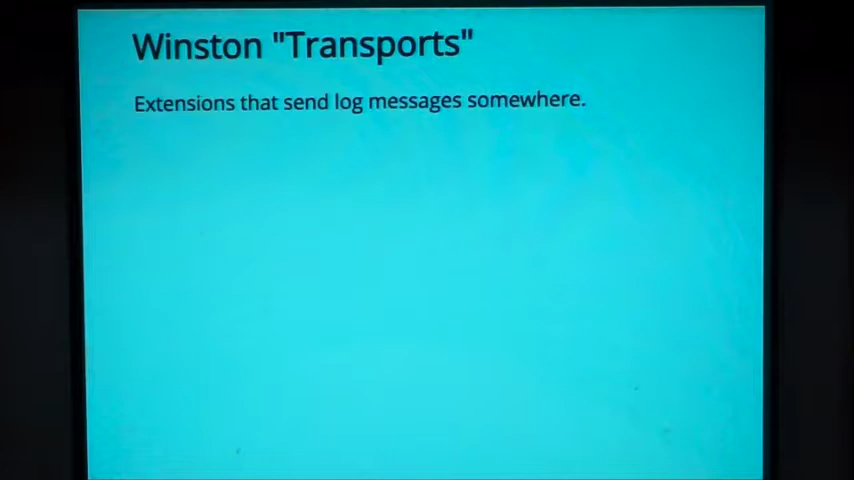 Winston "Transports"
Extensions that send log messages somewhere.